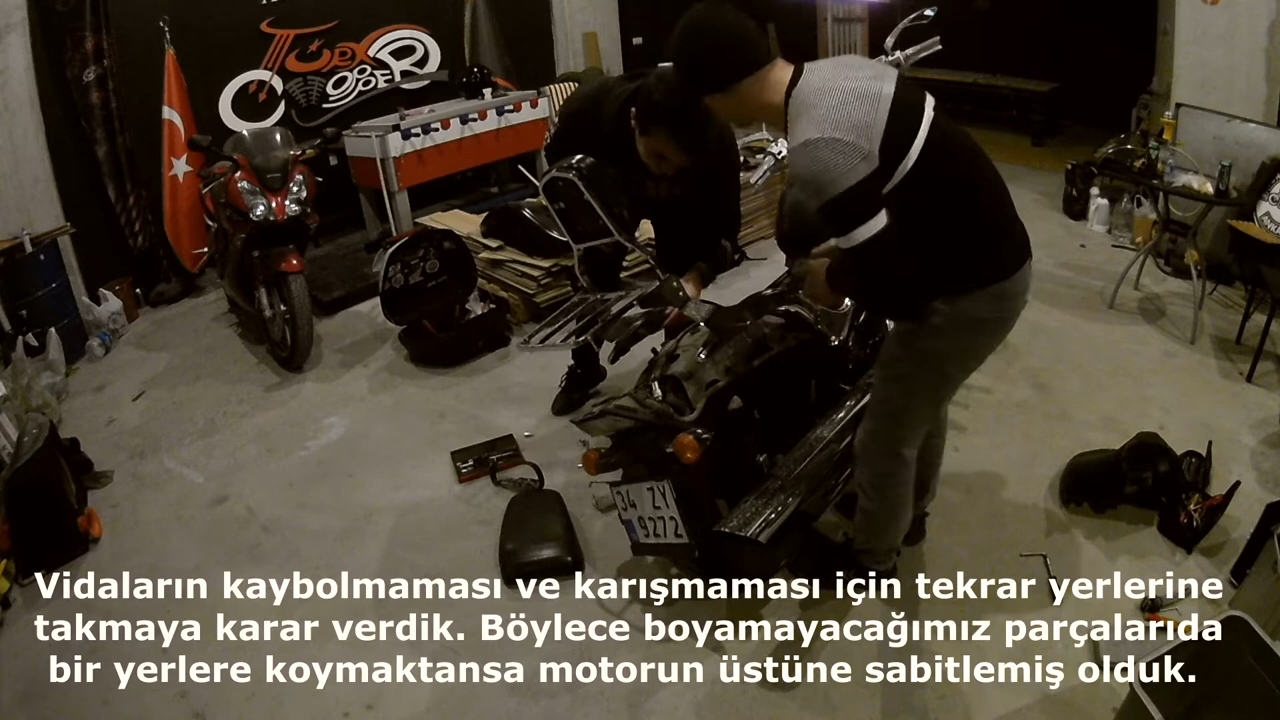 TÜRK
CHOPPER
34 ZY
9272
Vidaların kaybolmaması ve karışmaması için tekrar yerlerine
takmaya karar verdik. Böylece boyamayacağımız parçalarıda
bir yerlere koymaktansa motorun üstüne sabitlemiş olduk.